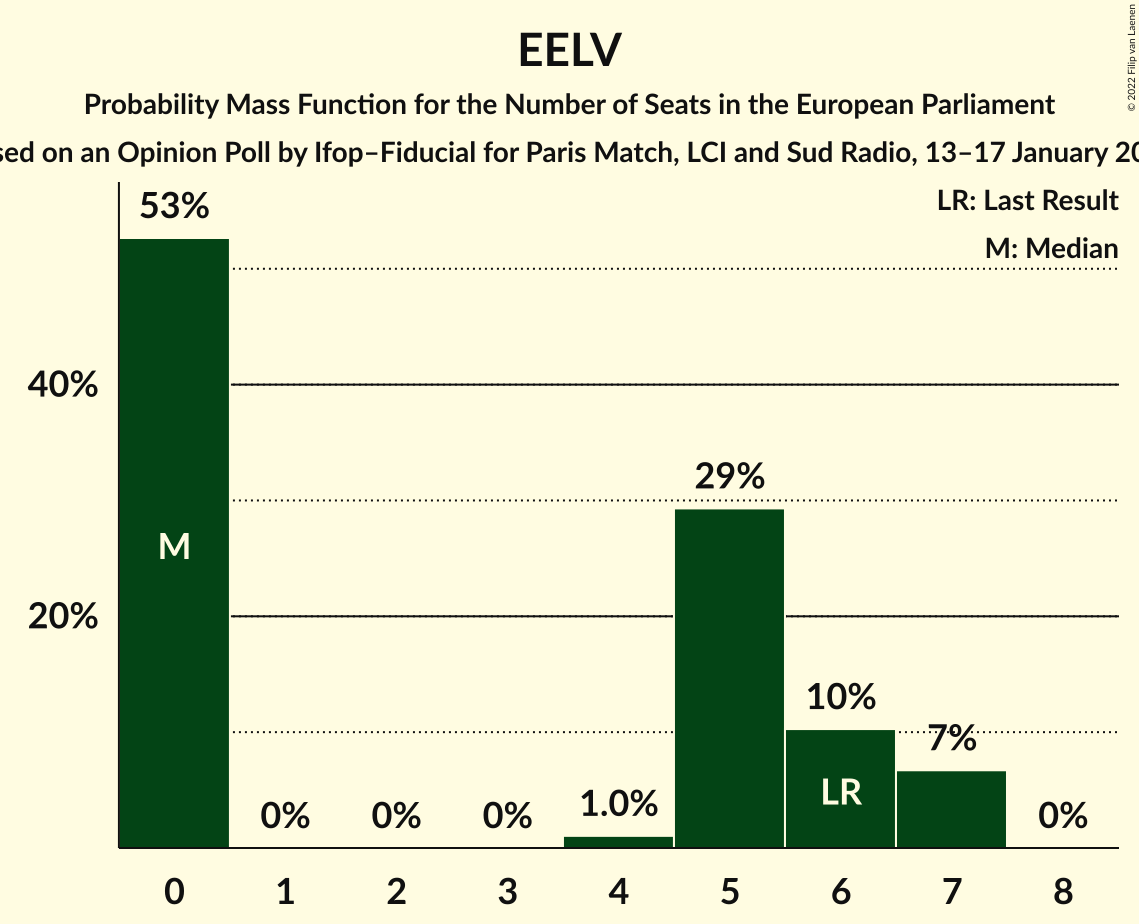 EELV
Probability Mass Function for the Number of Seats in the European Parliament
on an Opinion Poll by Ifop–Fiducial for Paris Match, LCI and Sud Radio, 13–17 January
© 2022 Filip van Laenen
LR: Last Result
M: Median
53%
40%
20%
M
0%
0%
0%
1.0%
29%
10%
LR
7%
0%
0 1 2 3 4 5 6 7 8